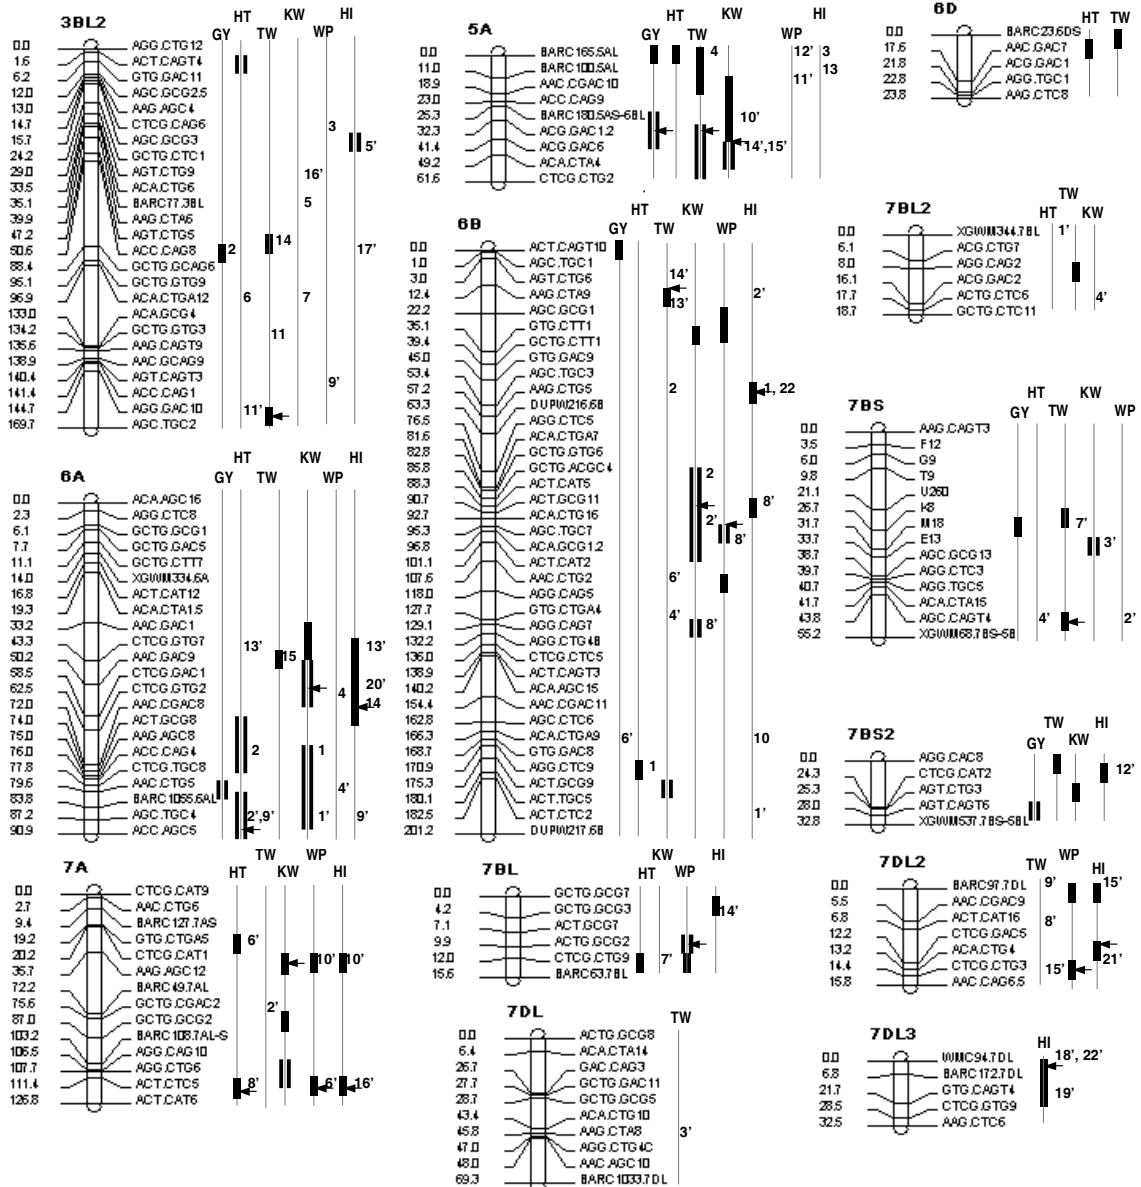 3BL2
GY HT TW KW WP HI
0.0 AGG.CTG12
1.6 ACT.CAGT4
6.2 GTG.GAC11
12.0 AGC.GCG2.5
13.0 AAG.AGC4
14.7 CTCG.CAG6
15.7 AGC.GCG3
24.2 GCTG.CTC1
29.0 AGT.CTG9
33.5 ACA.CTG6
35.1 BARC77.3BL
39.9 AAG.CTA6
47.2 AGT.CTG5
50.6 ACC.CAG8
88.4 GCTG.GCAG6
95.1 GCTG.GTG9
96.9 ACA.CTGA12
133.0 ACA.GCG4
134.2 GCTG.GTG3
135.6 AAG.CAGT9
138.9 AAC.GCAG9
140.4 AGT.CAGT3
141.4 ACC.CAG1
144.7 AGG.GAC10
169.7 AGC.TGC2
3
5'
16'
5
2 14 17'
6 7
11
9'
11'
5A
GY HT TW KW WP HI
0.0 BARC165.5AL
11.0 BARC100.5AL
18.9 AAC.CGAC10
23.0 ACC.CAG9
25.3 BARC180.5AS-5BL
32.3 ACG.GAC1.2
41.4 ACG.GAC6
49.2 ACA.CTA4
61.6 CTCG.CTG2
4 12' 3
13
11'
10'
14',15'
6D
HT TW
0.0 BARC23.6DS
17.6 AAC.GAC7
21.8 ACG.GAC1
22.8 AGG.TGC1
23.8 AAG.CTC8
6B
GY HT TW KW WP HI
0.0 ACT.CAGT10
1.0 AGC.TGC1
3.0 AGT.CTG6
12.4 AAG.CTA9
22.2 AGC.GCG1
35.1 GTG.CTT1
39.4 GCTG.CTT1
45.0 GTG.GAC9
53.4 AGC.TGC3
57.2 AAG.CTG5
63.3 DUPW216.6B
76.5 AGG.CTC5
81.6 ACA.CTGA7
82.8 GCTG.GTG6
85.8 GCTG.ACGC4
88.3 ACT.CAT5
90.7 ACT.GCG11
92.7 ACA.CTG16
95.3 AGC.TGC7
96.8 ACA.GCG1.2
101.1 ACT.CAT2
107.6 AAC.CTG2
118.0 AGG.CAG5
127.7 GTG.CTGA4
129.1 AGG.CAG7
132.2 AGG.CTG4B
136.0 CTCG.CTC5
138.9 ACT.CAGT3
140.2 ACA.AGC15
154.4 AAC.CGAC11
162.8 AGC.CTC6
166.3 ACA.CTGA9
168.7 GTG.GAC8
170.9 AGG.CTC9
175.3 ACT.GCG9
180.1 ACT.TGC5
182.5 ACT.CTC2
201.2 DUPW217.6B
14'
13' 2'
2 1, 22
2
8'
2' 8'
6'
4' 8'
6' 10
1
1'
7BL2
HT TW KW
0.0 XGWM344.7BL
6.1 ACG.CTG7
8.0 AGG.CAG2
16.1 ACG.GAC2
17.7 ACTG.CTC6
18.7 GCTG.CTC11
1'
4'
7BS
GY HT TW KW WP
0.0 AAG.CAGT3
3.5 F12
6.0 G9
9.8 T9
21.1 U260
26.7 K8
31.7 M18
33.7 E13
38.7 AGC.GCG13
39.7 AGG.CTC3
40.7 AGG.TGC5
41.7 ACA.CTA15
43.8 AGC.CAGT4
55.2 XGWM68.7BS-5B
7'
3'
4' 2'
6A
GY HT TW KW WP HI
0.0 ACA.AGC16
2.3 AGG.CTC8
6.1 GCTG.GCG1
7.7 GCTG.GAC5
11.1 GCTG.CTT7
14.0 XGWM334.6A
16.8 ACT.CAT12
19.3 ACA.CTA1.5
33.2 AAC.GAC1
43.3 CTCG.GTG7
50.2 AAC.GAC9
58.5 CTCG.GAC1
62.5 CTCG.GTG2
72.0 AAC.CGAC8
74.0 ACT.GCG8
75.0 AAG.AGC8
76.0 ACC.CAG4
77.8 CTCG.TGC8
79.6 AAC.CTG5
83.8 BARC1055.6AL
87.2 AGC.TGC4
90.9 ACC.AGC5
13' 13'
15
20'
4 14
2 1
4'
2',9' 1' 9'
7BS2
GY TW KW HI
0.0 AGG.CAC8
24.3 CTCG.CAT2
25.3 AGT.CTG3
28.0 AGT.CAGT6
32.8 XGWM537.7BS-5BL
12'
7A
HT TW KW WP HI
0.0 CTCG.CAT9
2.7 AAC.CTG6
9.4 BARC127.7AS
19.2 GTG.CTGA5
20.2 CTCG.CAT1
35.7 AAG.AGC12
72.2 BARC49.7AL
75.6 GCTG.CGAC2
87.0 GCTG.GCG2
103.2 BARC108.7AL-S
106.5 AGG.CAG10
107.7 AGG.CTG6
111.4 ACT.CTC5
126.8 ACT.CAT6
6'
10' 10'
2'
8' 6' 16'
7BL
HT KW WP HI
0.0 GCTG.GCG7
4.2 GCTG.GCG3
7.1 ACT.GCG7
9.9 ACTG.GCG2
12.0 CTCG.CTG9
15.6 BARC63.7BL
14'
7'
7DL2
TW WP HI
0.0 BARC97.7DL
5.5 AAC.CGAC9
6.8 ACT.CAT16
12.2 CTCG.GAC5
13.2 ACA.CTG4
14.4 CTCG.CTG3
15.8 AAC.CAG6.5
9' 15'
8'
15' 21'
7DL
TW
0.0 ACTG.GCG8
6.4 ACA.CTA14
26.7 GAC.CAG3
27.7 GCTG.GAC11
28.7 GCTG.GCG5
43.4 ACA.CTG10
45.8 AAG.CTA8
47.0 AGG.CTG4C
48.0 AAC.AGC10
69.3 BARC1033.7DL
3'
7DL3
HI
0.0 WMC94.7DL
6.8 BARC172.7DL
21.7 GTG.CAGT4
28.5 CTCG.GTG9
32.5 AAG.CTC6
18', 22'
19'